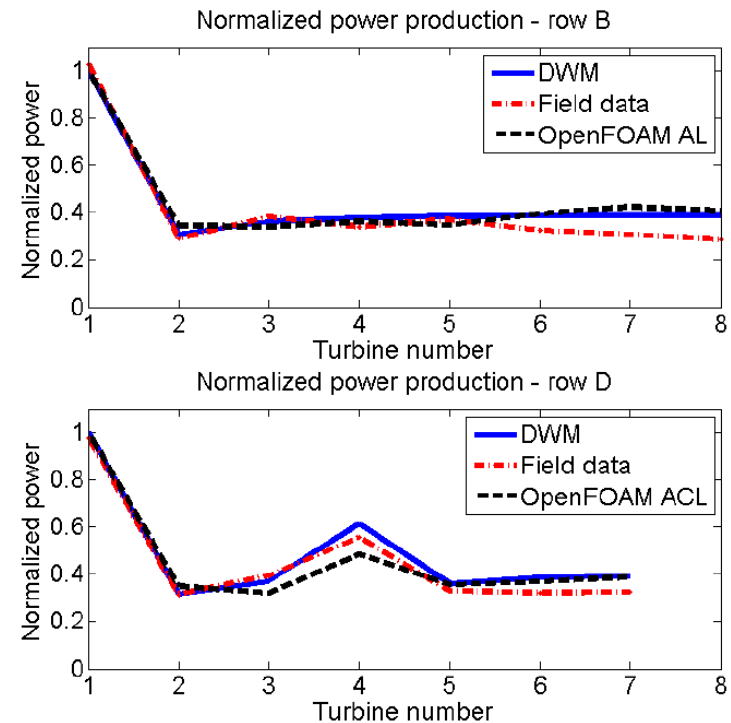 Normalized power production - row B
Normalized power
1
0.8
0.6
0.4
0.2
0
DWM
Field data
OpenFOAM AL
1 2 3 4 5 6 7 8
Turbine number
Normalized power production - row D
Normalized power
1
0.8
0.6
0.4
0.2
0
DWM
Field data
OpenFOAM ACL
1 2 3 4 5 6 7 8
Turbine number